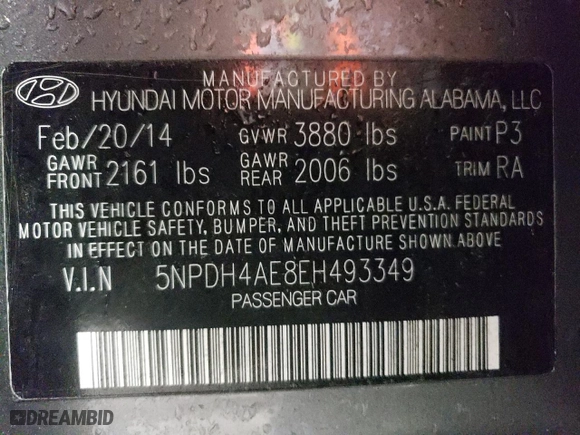 MANUFACTURED BY
HYUNDAI MOTOR MANUFACTURING ALABAMA, LLC
Feb/20/14 GVWR 3880 lbs PAINT P3
GAWR FRONT 2161 lbs GAWR REAR 2006 lbs TRIM RA
THIS VEHICLE CONFORMS TO ALL APPLICABLE U.S.A. FEDERAL
MOTOR VEHICLE SAFETY, BUMPER, AND THEFT PREVENTION STANDARDS
IN EFFECT ON THE DATE OF MANUFACTURE SHOWN ABOVE
V.I.N 5NPDH4AE8EH493349
PASSENGER CAR
DREAMBID